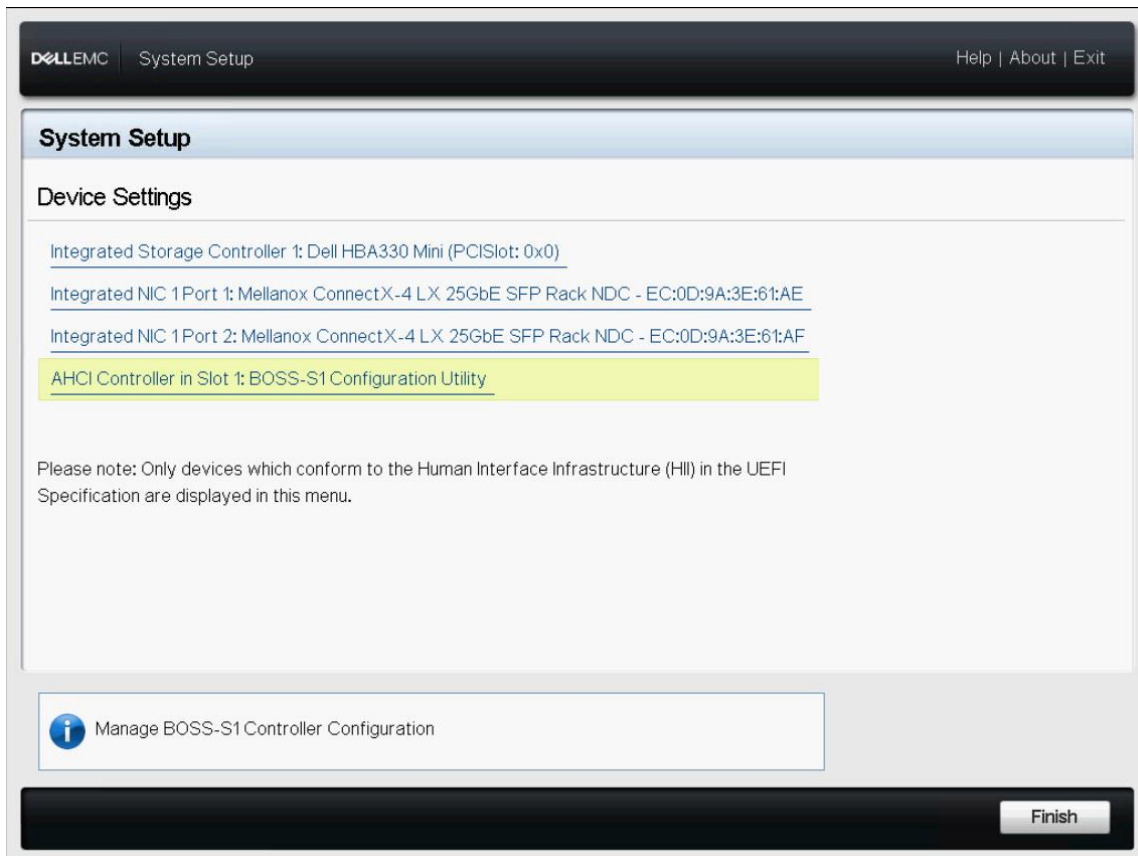 DELLEMC System Setup Help | About | Exit
System Setup
Device Settings
Integrated Storage Controller 1: Dell HBA330 Mini (PCISlot: 0x0)
Integrated NIC 1 Port 1: Mellanox ConnectX-4 LX 25GbE SFP Rack NDC - EC:0D:9A:3E:61:AE
Integrated NIC 1 Port 2: Mellanox ConnectX-4 LX 25GbE SFP Rack NDC - EC:0D:9A:3E:61:AF
AHCI Controller in Slot 1: BOSS-S1 Configuration Utility
Please note: Only devices which conform to the Human Interface Infrastructure (HII) in the UEFI
Specification are displayed in this menu.
Manage BOSS-S1 Controller Configuration
Finish